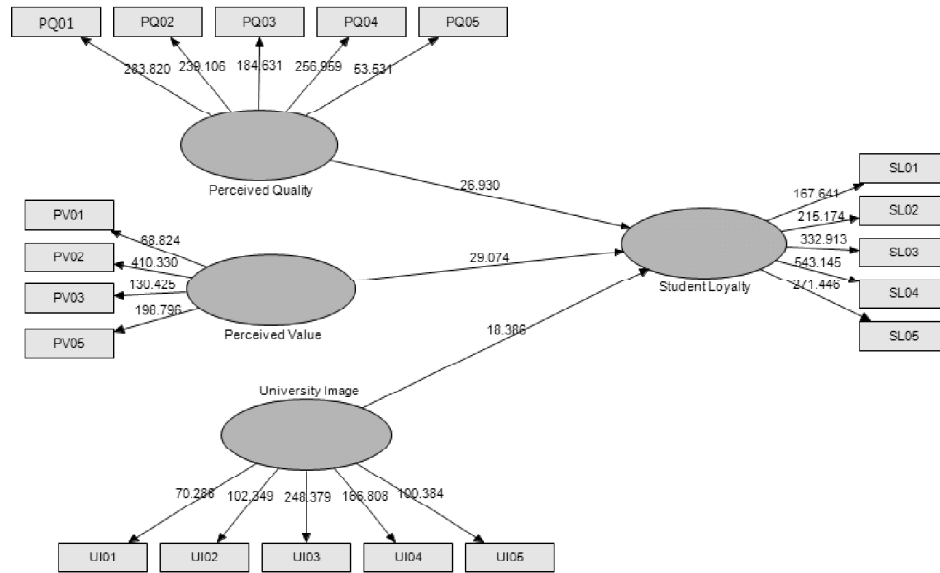 PQ01
PQ02
PQ03
PQ04
PQ05
283.820
239.106
184.631
256.959
53.531
Perceived Quality
26.930
SL01
167.641
PV01
SL02
215.174
68.824
PV02
332.913
SL03
410.330
29.074
543.145
PV03
130.425
Student Loyalty
271.446
SL04
198.796
PV05
Perceived Value
18.386
SL05
University Image
70.286
102.349
248.379
166.808
100.384
UI01
UI02
UI03
UI04
UI05